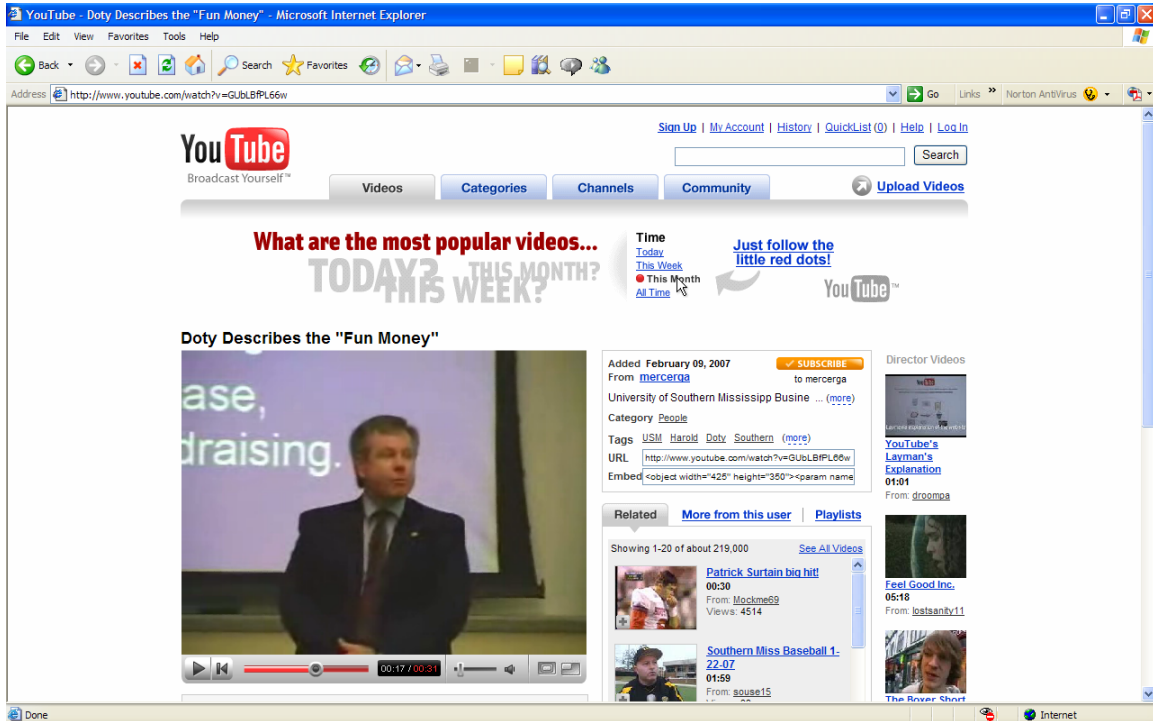 YouTube - Doty Describes the "Fun Money" - Microsoft Internet Explorer
File Edit View Favorites Tools Help
Back Search Favorites
Address http://www.youtube.com/watch?v=GUbLBfPL66w Go Links » Norton AntiVirus
Sign Up | My Account | History | QuickList (0) | Help | Log In
YouTube
Broadcast Yourself™
Search
Videos Categories Channels Community Upload Videos
What are the most popular videos...
TODAY? THIS WEEK? THIS MONTH?
Time
Today
This Week
This Month
All Time
Just follow the
little red dots!
YouTube™
Doty Describes the "Fun Money"
ase,
draising.
00:17 / 00:31
Added February 09, 2007
SUBSCRIBE
From mercerga
to mercerga
University of Southern Mississipp Busine ... (more)
Category People
Tags USM Harold Doty Southern (more)
URL http://www.youtube.com/watch?v=GUbLBfPL66w
Embed <object width="425" height="350"><param name
Related More from this user | Playlists
Showing 1-20 of about 219,000 See All Videos
Patrick Surtain big hit!
00:30
From: Mockme69
Views: 4514
Southern Miss Baseball 1-
22-07
01:59
From: souse15
Director Videos
YouTube's
Layman's
Explanation
01:01
From: droompa
Feel Good Inc.
05:18
From: lostsanity11
The Boxer Short
Done Internet